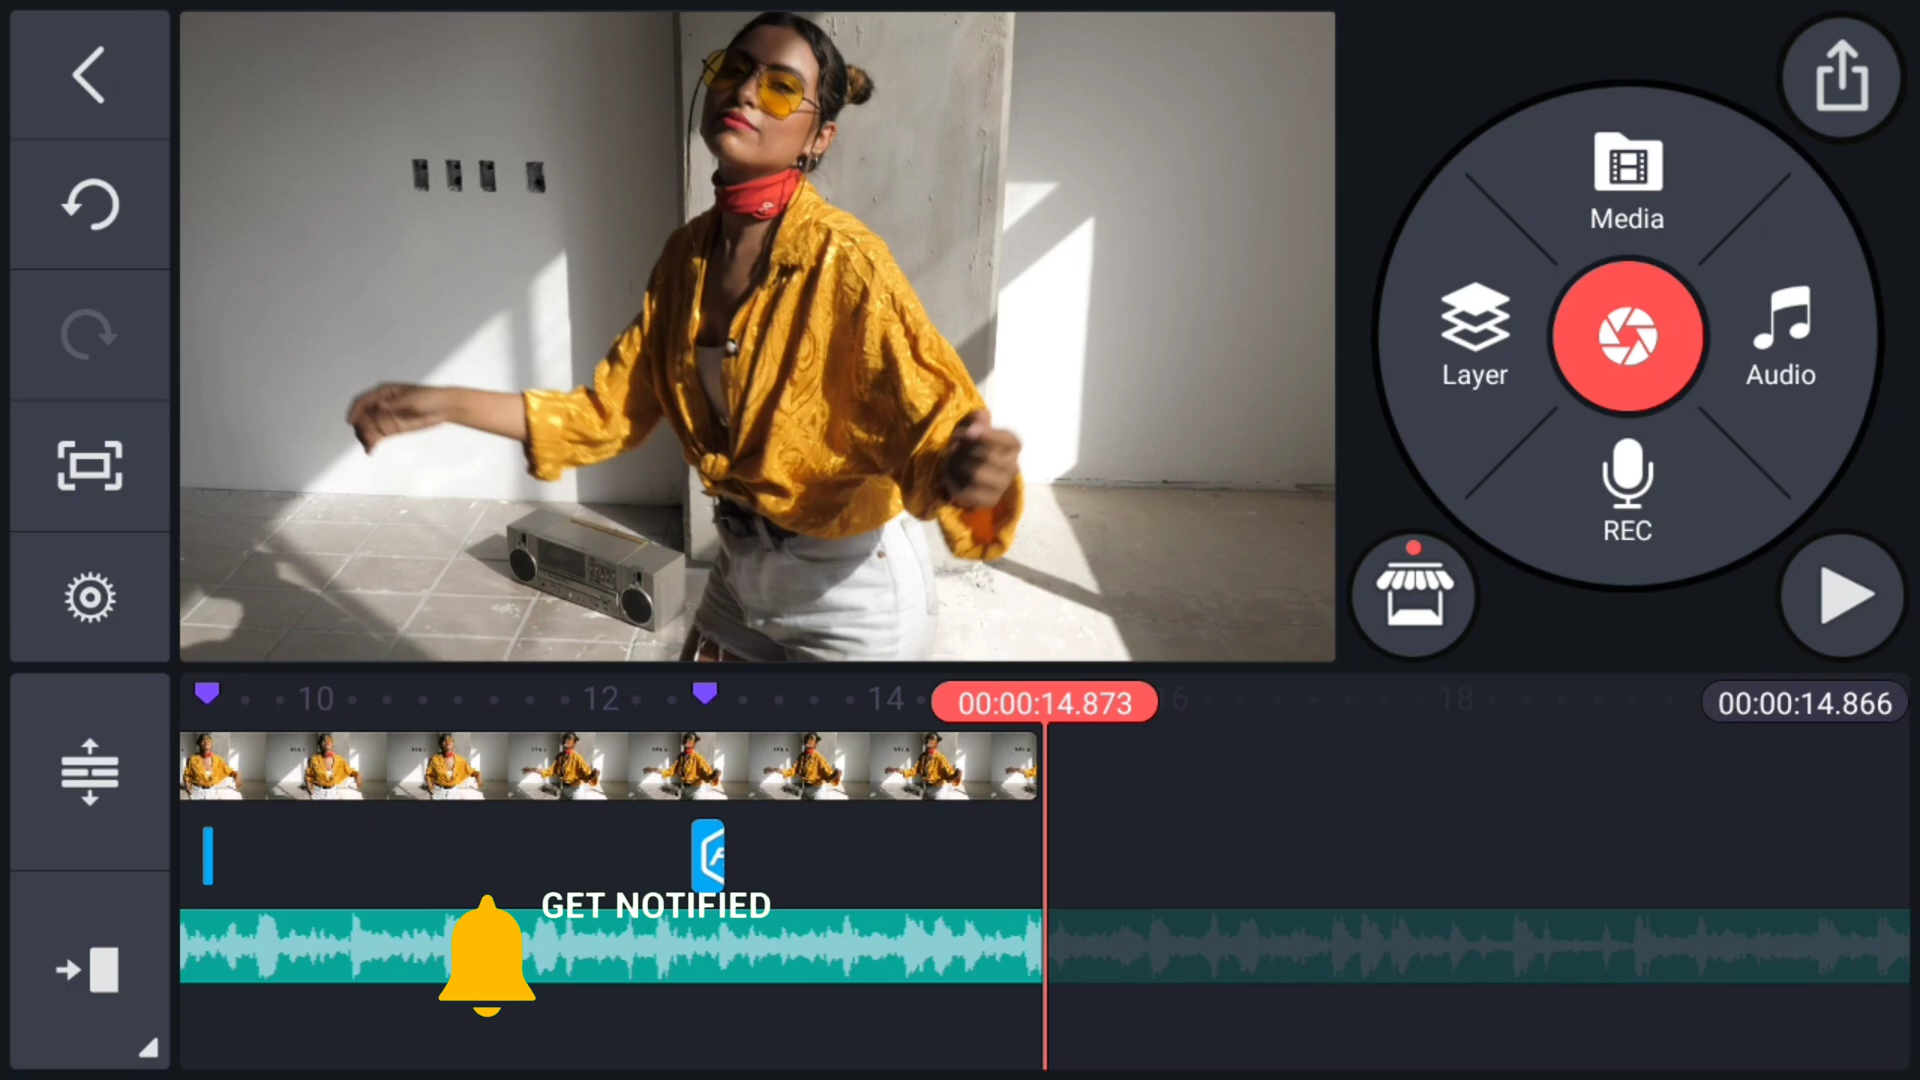 Media
Layer
Audio
REC
10
12
14
00:00:14.873
6
18
00:00:14.866
GET NOTIFIED